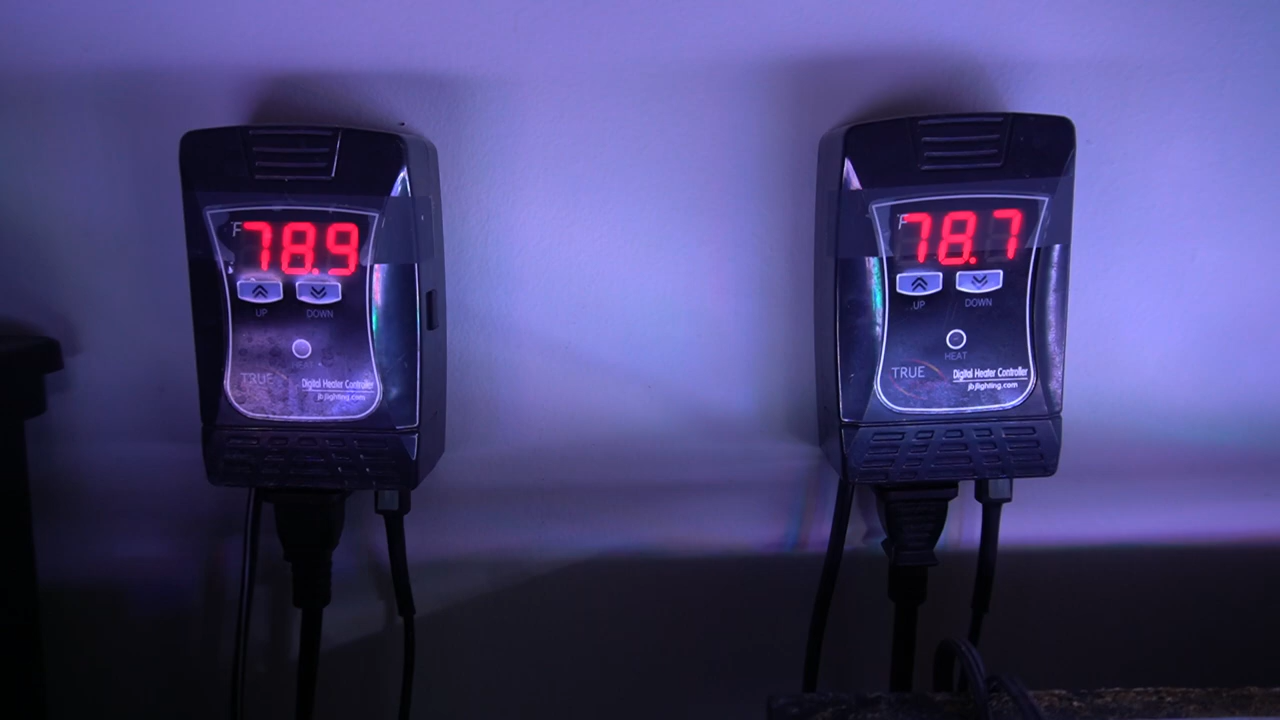 F 78.9
UP DOWN
HEAT
TRUE
Digital Heater Controller
jbjlighting.com
F 78.7
UP DOWN
HEAT
TRUE
Digital Heater Controller
jbjlighting.com